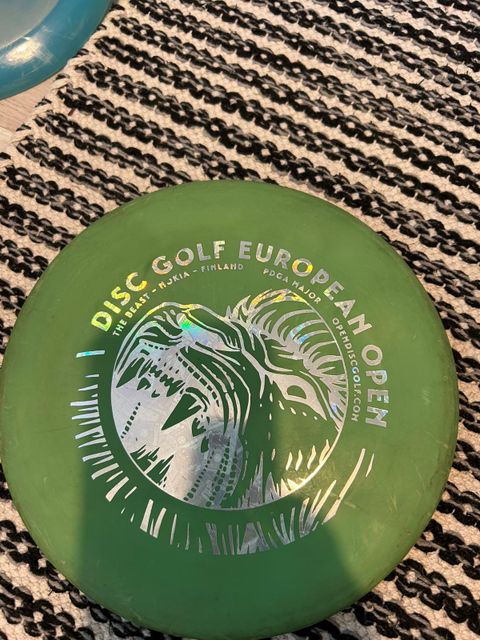 DISC GOLF EUROPEAN OPEN
THE BEAST - NOKIA - FINLAND PDGA MAJOR OPENDISCGOLF.COM